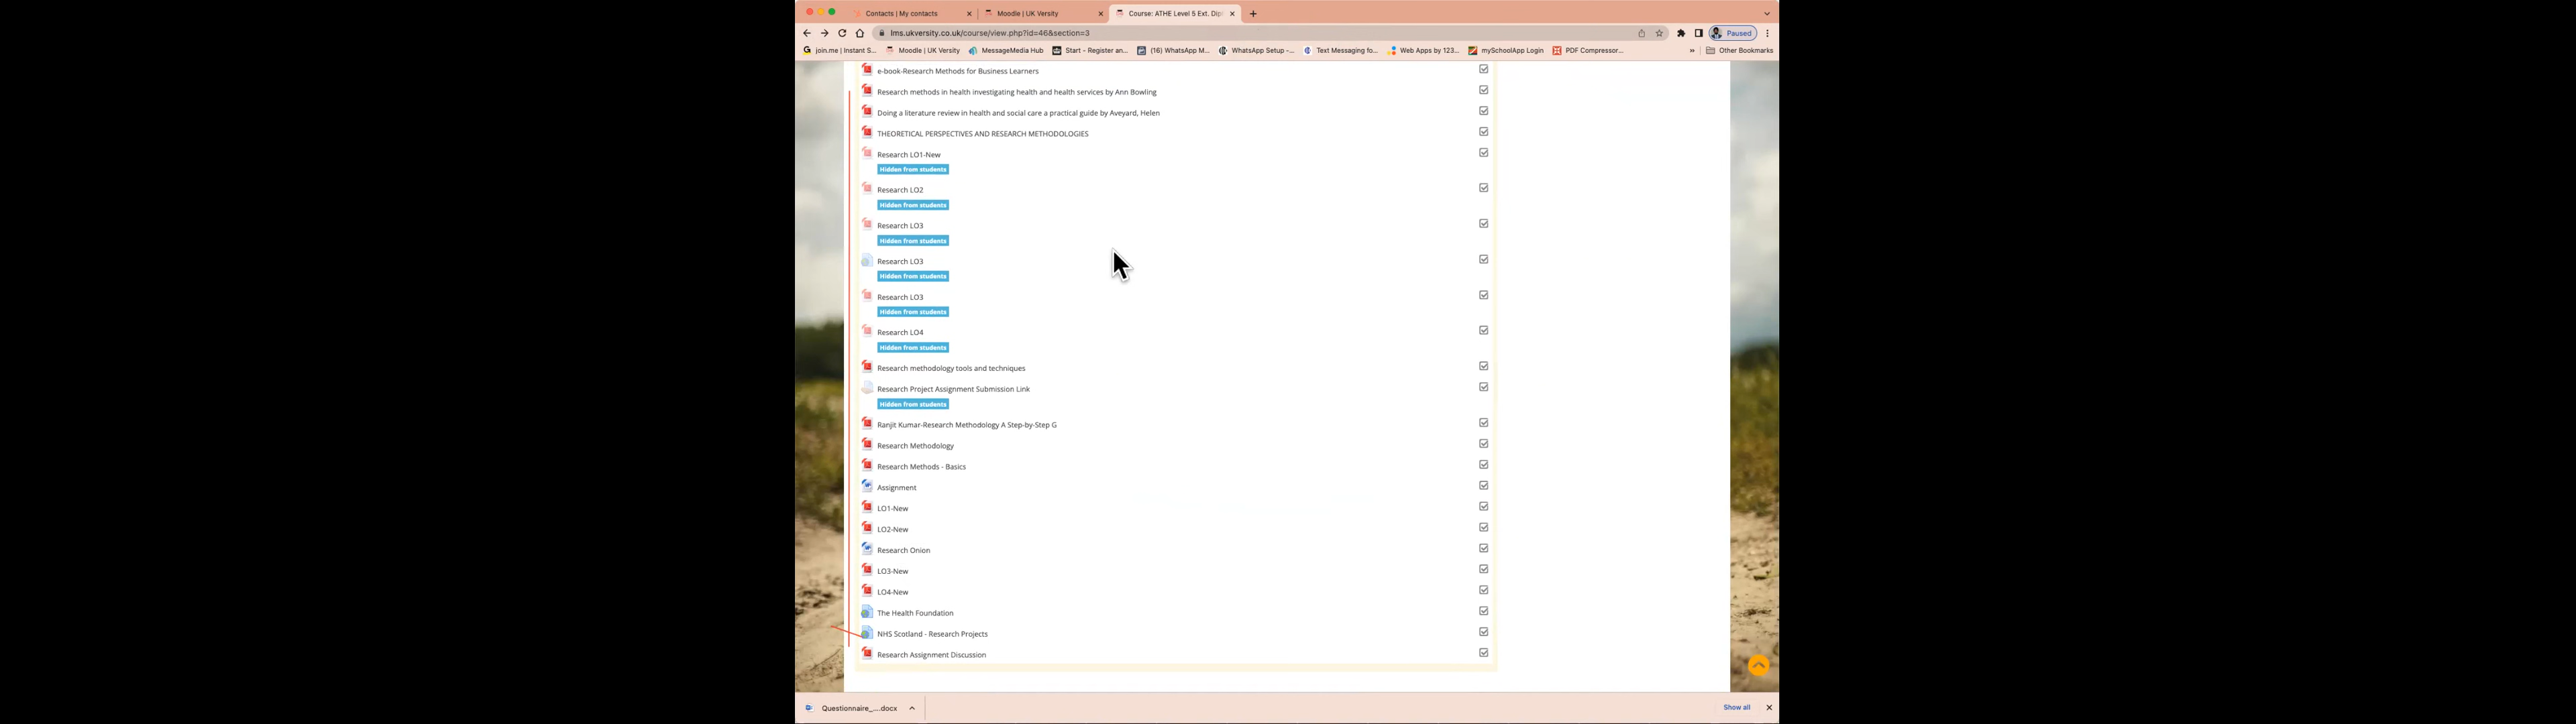 Contacts | My contacts
Moodle | UK Versity
Course: ATHE Level 5 Ext. Dip
lms.ukversity.co.uk/course/view.php?id=46&section=3
Paused
join.me | Instant S...
Moodle | UK Versity
MessageMedia Hub
Start - Register an...
(16) WhatsApp M...
WhatsApp Setup -...
Text Messaging fo...
Web Apps by 123...
mySchoolApp Login
PDF Compressor...
»
Other Bookmarks
e-book-Research Methods for Business Learners
Research methods in health investigating health and health services by Ann Bowling
Doing a literature review in health and social care a practical guide by Aveyard, Helen
THEORETICAL PERSPECTIVES AND RESEARCH METHODOLOGIES
Research LO1-New
Hidden from students
Research LO2
Hidden from students
Research LO3
Hidden from students
Research LO3
Hidden from students
Research LO3
Hidden from students
Research LO4
Hidden from students
Research methodology tools and techniques
Research Project Assignment Submission Link
Hidden from students
Ranjit Kumar-Research Methodology A Step-by-Step G
Research Methodology
Research Methods - Basics
Assignment
LO1-New
LO2-New
Research Onion
LO3-New
LO4-New
The Health Foundation
NHS Scotland - Research Projects
Research Assignment Discussion
Questionnaire_....docx
Show all